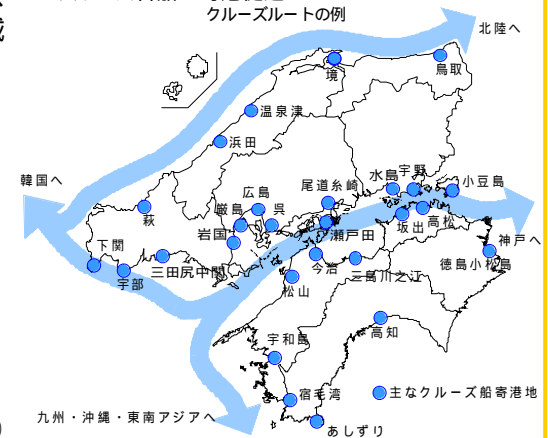 クルーズルートの例
北陸へ
境
鳥取
温泉津
浜田
韓国へ
広島
尾道糸崎
水島
宇野
小豆島
萩
厳島
呉
岩国
瀬戸田
坂出
高松
神戸へ
下関
三田尻中関
今治
三島川之江
徳島小松島
宇部
松山
宇和島
高知
宿毛湾
主なクルーズ船寄港地
九州・沖縄・東南アジアへ
あしずり